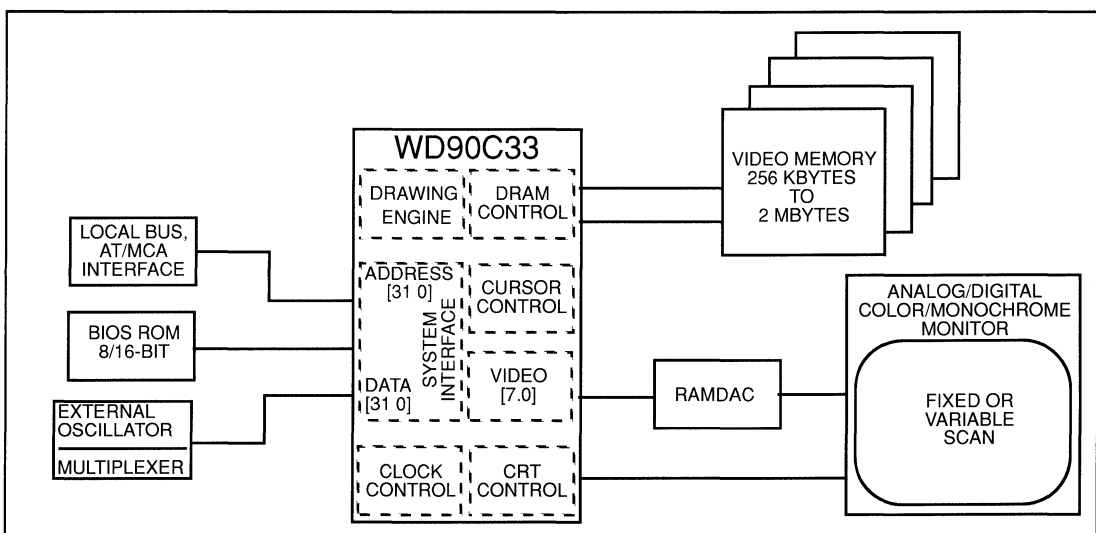 WD90C33
DRAWING
ENGINE
DRAM
CONTROL
ADDRESS
[31 0]
SYSTEM
INTERFACE
DATA
[31 0]
CURSOR
CONTROL
VIDEO
[7.0]
CLOCK
CONTROL
CRT
CONTROL
LOCAL BUS,
AT/MCA
INTERFACE
BIOS ROM
8/16-BIT
EXTERNAL
OSCILLATOR
MULTIPLEXER
VIDEO MEMORY
256 KBYTES
TO
2 MBYTES
RAMDAC
ANALOG/DIGITAL
COLOR/MONOCHROME
MONITOR
FIXED OR
VARIABLE
SCAN